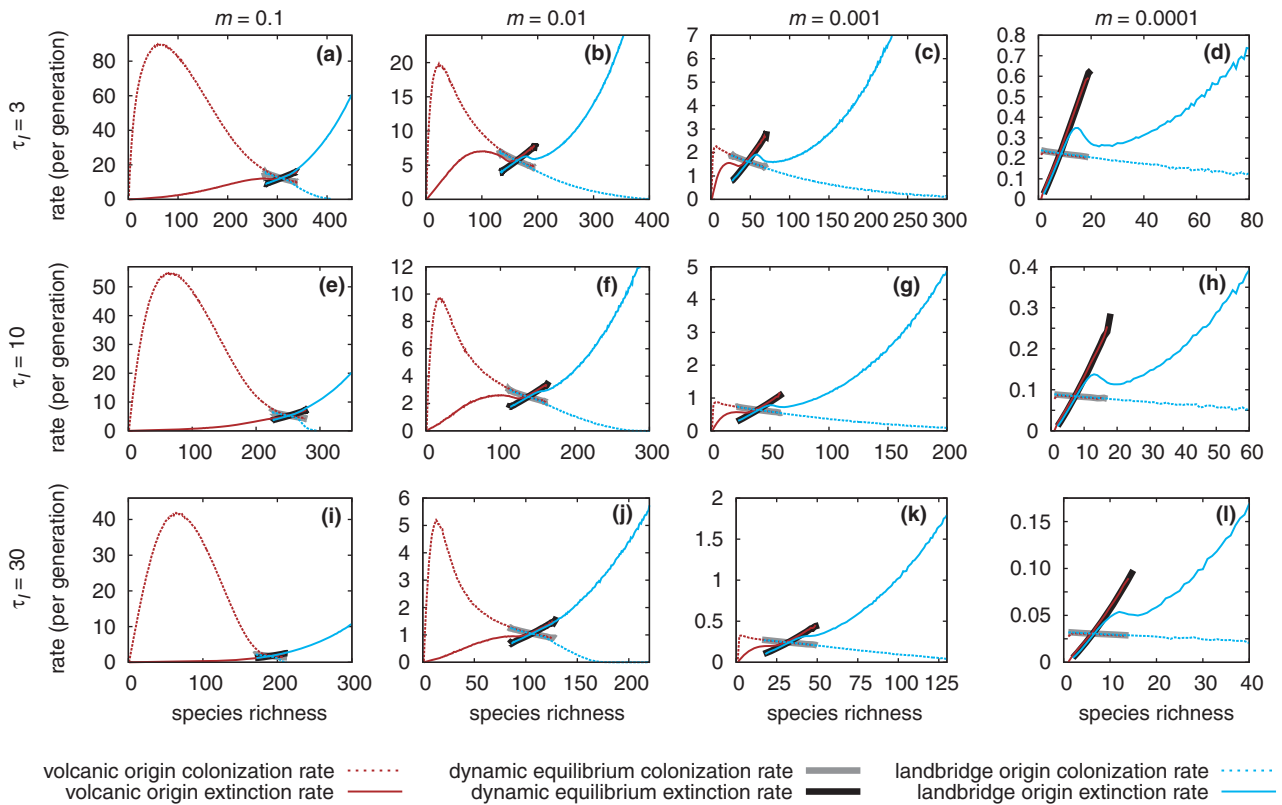 m = 0.1 m = 0.01 m = 0.001 m = 0.0001
τI = 3
rate (per generation)
(a)
80
60
40
20
0
0 100 200 300 400
(b)
20
15
10
5
0
0 100 200 300 400
(c)
7
6
5
4
3
2
1
0
0 50 100 150 200 250 300
(d)
0.8
0.7
0.6
0.5
0.4
0.3
0.2
0.1
0
0 20 40 60 80
τI = 10
rate (per generation)
(e)
50
40
30
20
10
0
0 100 200 300
(f)
12
10
8
6
4
2
0
0 100 200 300
(g)
5
4
3
2
1
0
0 50 100 150 200
(h)
0.4
0.3
0.2
0.1
0
0 10 20 30 40 50 60
τI = 30
rate (per generation)
(i)
40
30
20
10
0
0 100 200 300
(j)
6
5
4
3
2
1
0
0 50 100 150 200
(k)
2
1.5
1
0.5
0
0 25 50 75 100 125
(l)
0.15
0.10
0.05
0
0 10 20 30 40
species richness species richness species richness species richness
volcanic origin colonization rate
volcanic origin extinction rate
dynamic equilibrium colonization rate
dynamic equilibrium extinction rate
landbridge origin colonization rate
landbridge origin extinction rate